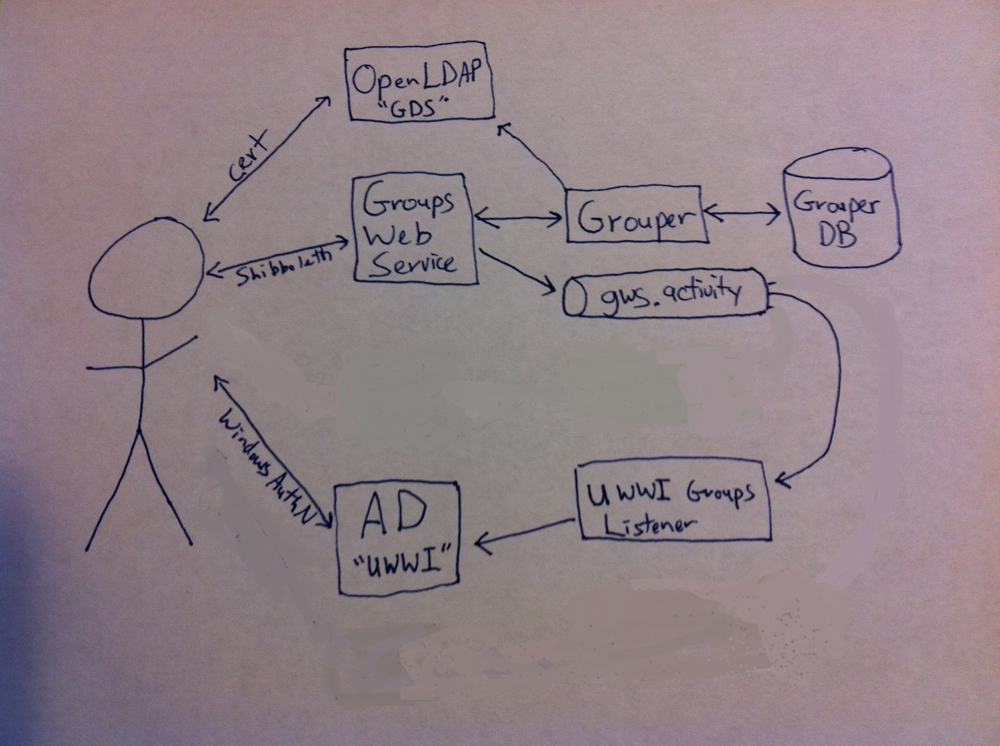 OpenLDAP
"GDS"
cert
Groups
Web
Service
Shibboleth
Grouper
Grouper
DB
gws.activity
Windows AuthN
AD
"UWWI"
UWWI Groups
Listener